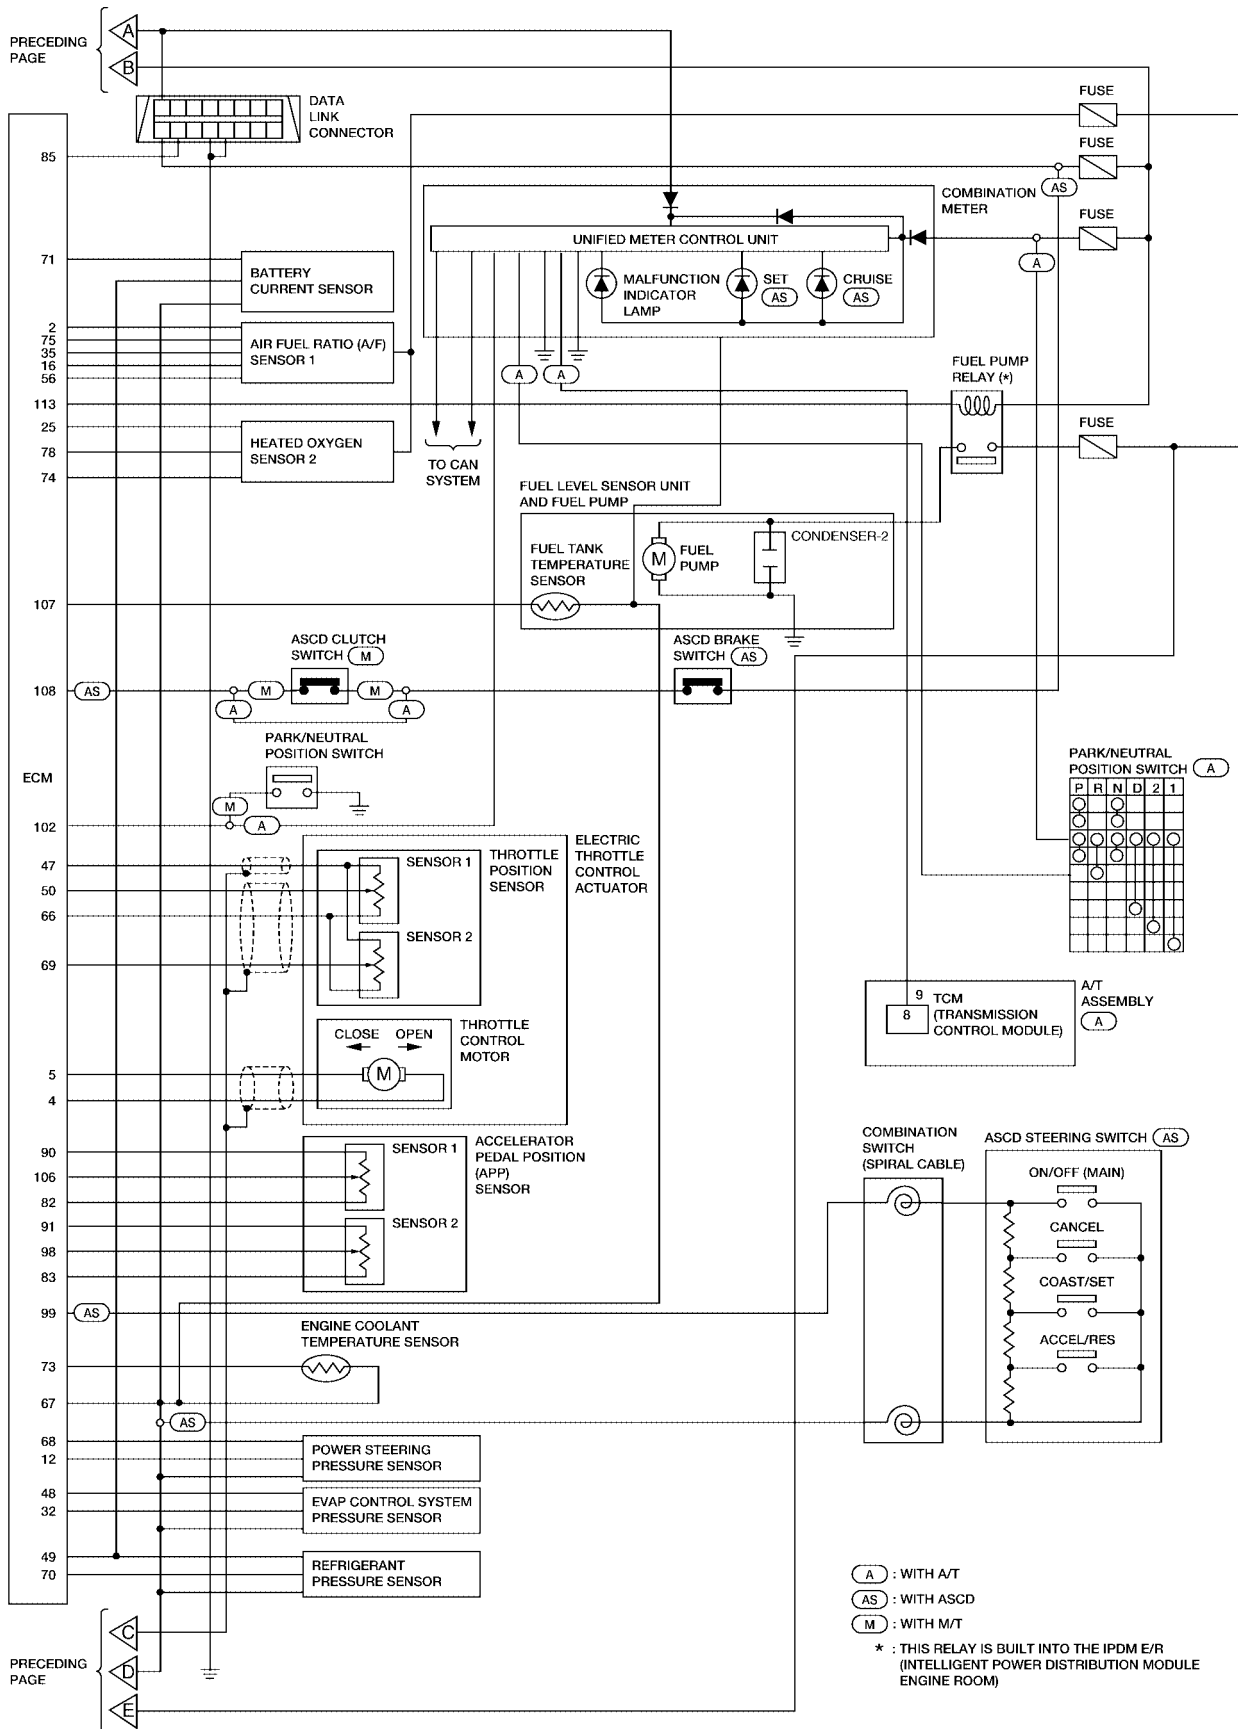 PRECEDING
PAGE
A
B
DATA
LINK
CONNECTOR
FUSE
FUSE
AS
FUSE
A
85
COMBINATION
METER
UNIFIED METER CONTROL UNIT
MALFUNCTION
INDICATOR
LAMP
SET
AS
CRUISE
AS
71
BATTERY
CURRENT SENSOR
2
75
35
16
56
AIR FUEL RATIO (A/F)
SENSOR 1
A
A
FUEL PUMP
RELAY (*)
113
25
78
74
HEATED OXYGEN
SENSOR 2
FUSE
TO CAN
SYSTEM
FUEL LEVEL SENSOR UNIT
AND FUEL PUMP
FUEL TANK
TEMPERATURE
SENSOR
M
FUEL
PUMP
CONDENSER-2
107
ASCD CLUTCH
SWITCH M
ASCD BRAKE
SWITCH AS
108
AS
M
M
A
A
PARK/NEUTRAL
POSITION SWITCH
ECM
M
102
A
PARK/NEUTRAL
POSITION SWITCH A
P R N D 2 1
ELECTRIC
THROTTLE
CONTROL
ACTUATOR
47
50
66
69
SENSOR 1
THROTTLE
POSITION
SENSOR
SENSOR 2
9
8
TCM
(TRANSMISSION
CONTROL MODULE)
A/T
ASSEMBLY
A
CLOSE OPEN
M
THROTTLE
CONTROL
MOTOR
5
4
90
106
82
91
98
83
SENSOR 1
SENSOR 2
ACCELERATOR
PEDAL POSITION
(APP)
SENSOR
COMBINATION
SWITCH
(SPIRAL CABLE)
ASCD STEERING SWITCH AS
ON/OFF (MAIN)
CANCEL
COAST/SET
ACCEL/RES
99
AS
ENGINE COOLANT
TEMPERATURE SENSOR
73
67
AS
68
12
POWER STEERING
PRESSURE SENSOR
48
32
EVAP CONTROL SYSTEM
PRESSURE SENSOR
49
70
REFRIGERANT
PRESSURE SENSOR
A : WITH A/T
AS : WITH ASCD
M : WITH M/T
* : THIS RELAY IS BUILT INTO THE IPDM E/R
(INTELLIGENT POWER DISTRIBUTION MODULE
ENGINE ROOM)
PRECEDING
PAGE
C
D
E